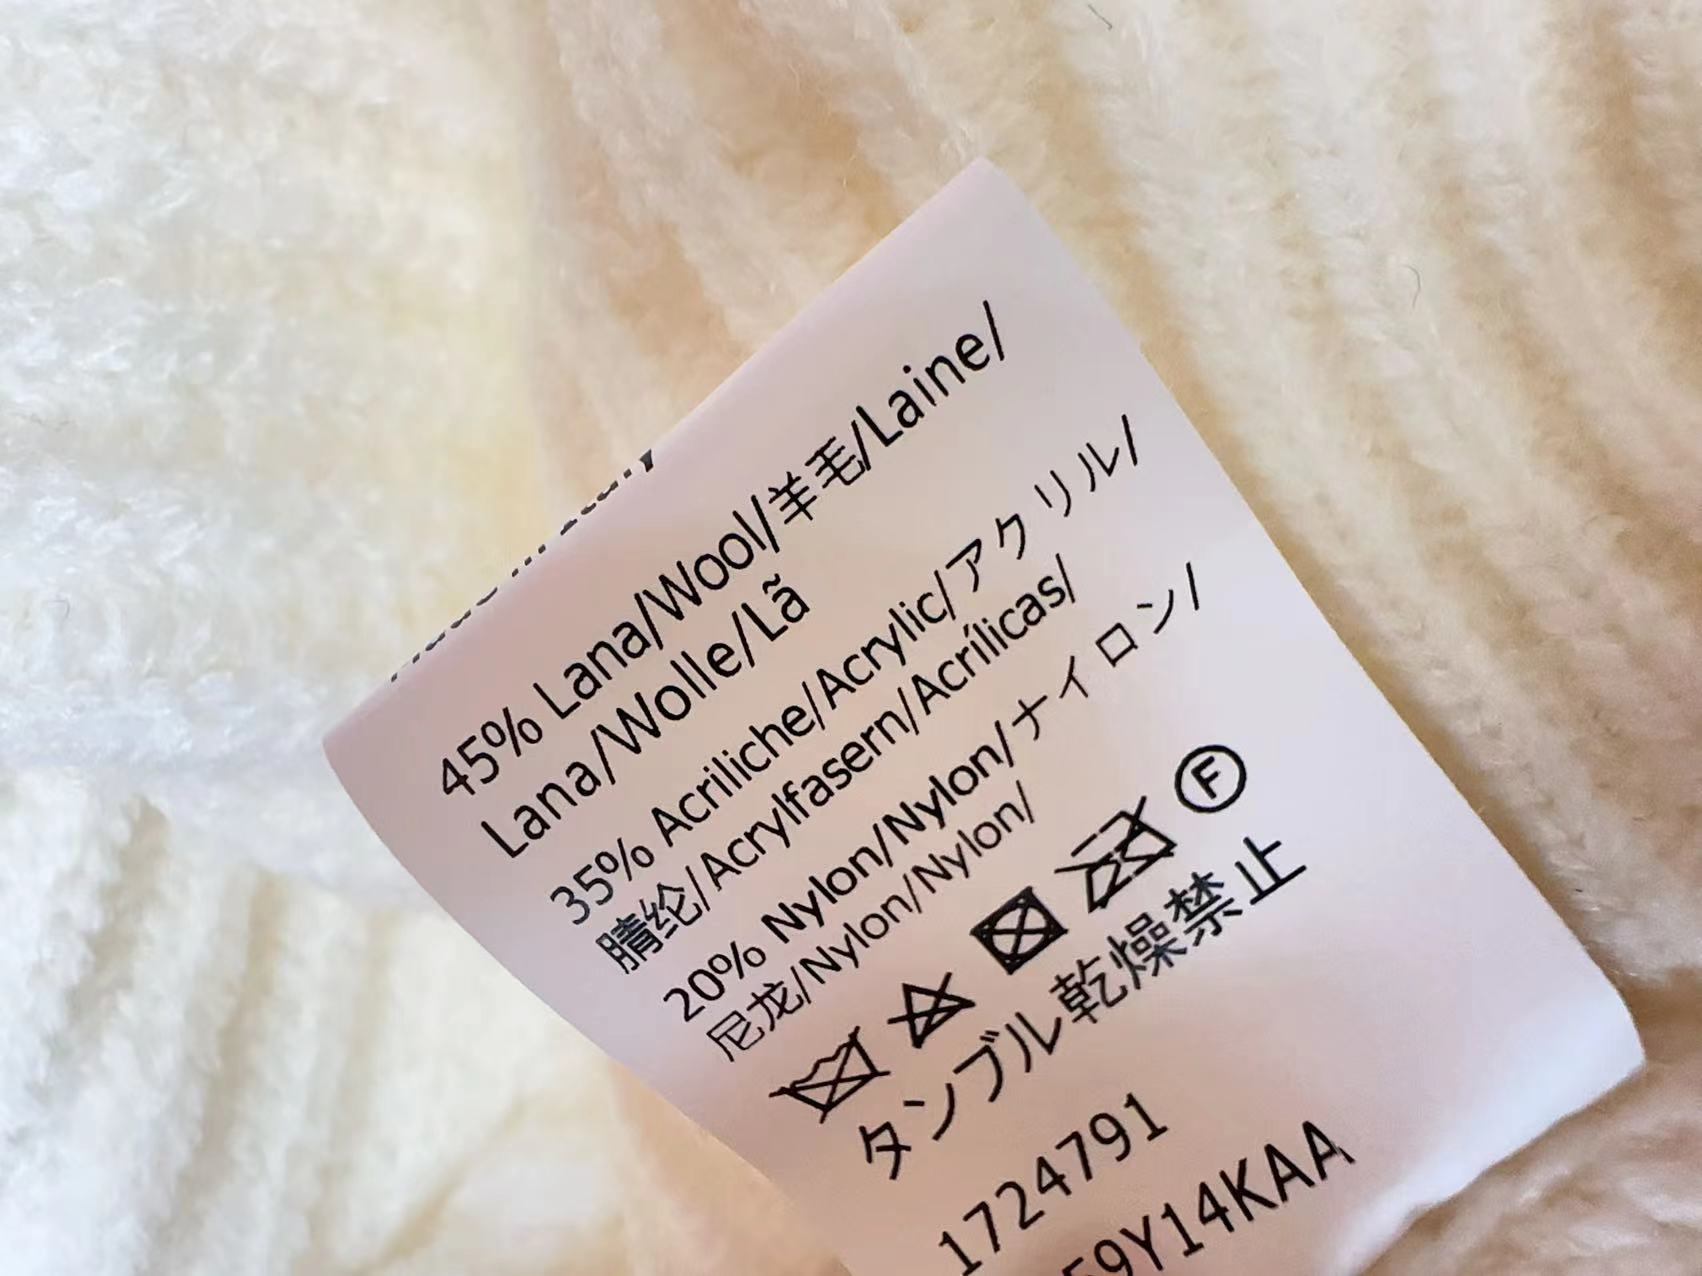 45% Lana/Wool/羊毛/Laine/
Lana/Wolle/Lã
35% Acriliche/Acrylic/アクリル/
腈纶/Acrylfasern/Acrílicas/
20% Nylon/Nylon/ナイロン/
尼龙/Nylon/Nylon/
F
タンブル乾燥禁止
1724791
59Y14KAA